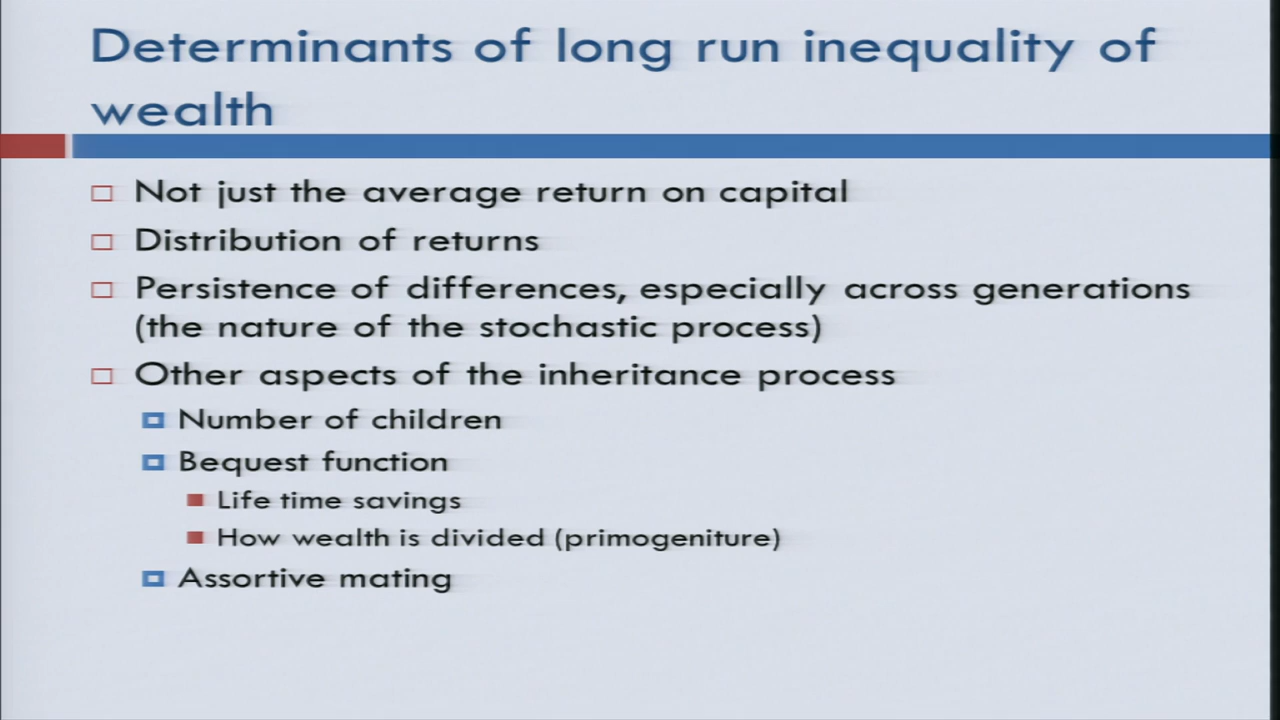 Determinants of long run inequality of
wealth
Not just the average return on capital
Distribution of returns
Persistence of differences, especially across generations
(the nature of the stochastic process)
Other aspects of the inheritance process
Number of children
Bequest function
Life time savings
How wealth is divided (primogeniture)
Assortive mating